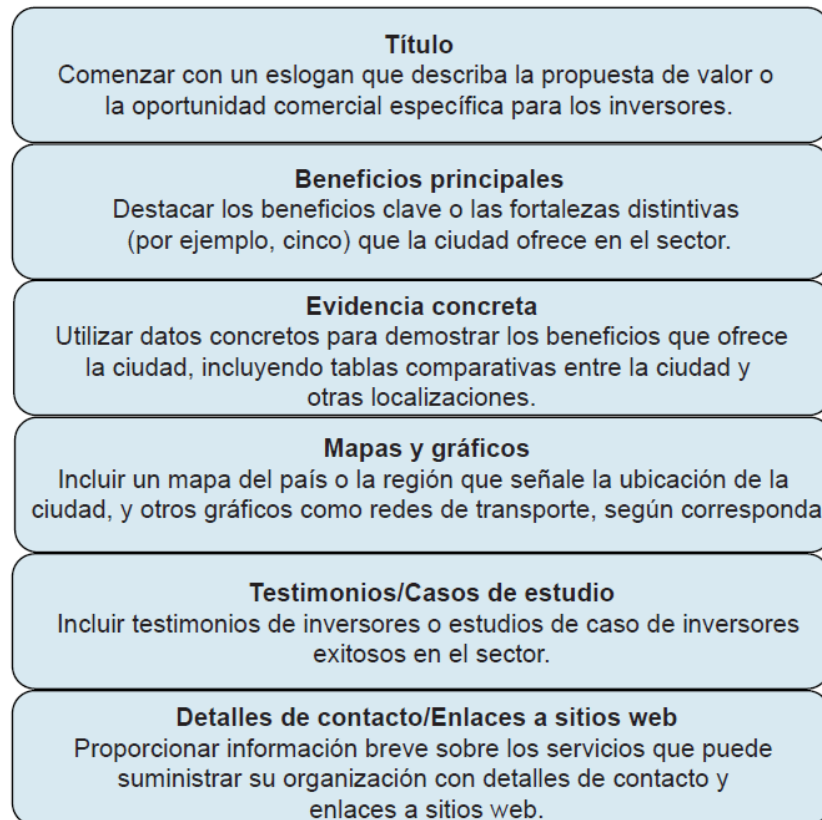 Título
Comenzar con un eslogan que describa la propuesta de valor o
la oportunidad comercial específica para los inversores.
Beneficios principales
Destacar los beneficios clave o las fortalezas distintivas
(por ejemplo, cinco) que la ciudad ofrece en el sector.
Evidencia concreta
Utilizar datos concretos para demostrar los beneficios que ofrece
la ciudad, incluyendo tablas comparativas entre la ciudad y
otras localizaciones.
Mapas y gráficos
Incluir un mapa del país o la región que señale la ubicación de la
ciudad, y otros gráficos como redes de transporte, según corresponda
Testimonios/Casos de estudio
Incluir testimonios de inversores o estudios de caso de inversores
exitosos en el sector.
Detalles de contacto/Enlaces a sitios web
Proporcionar información breve sobre los servicios que puede
suministrar su organización con detalles de contacto y
enlaces a sitios web.